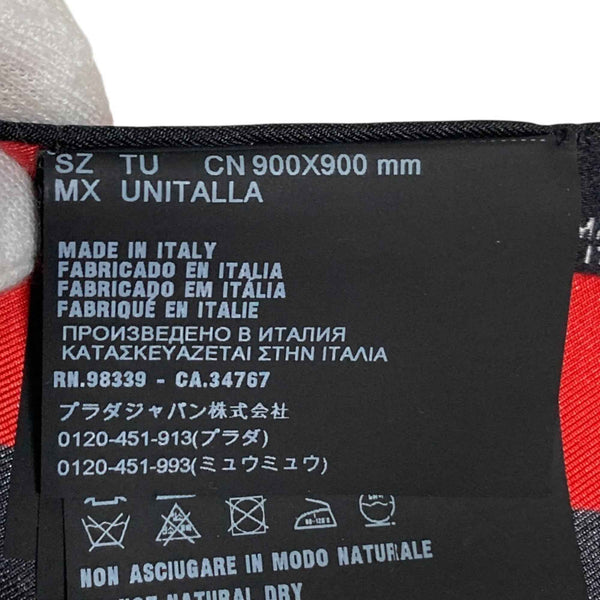 SZ TU CN 900X900 mm
MX UNITALLA
MADE IN ITALY
FABRICADO EN ITALIA
FABRICADO EM ITÁLIA
FABRIQUÉ EN ITALIE
ПРОИЗВЕДЕНО В ИТАЛИЯ
ΚΑΤΑΣΚΕΥΑΖΕΤΑΙ ΣΤΗΝ ΙΤΑΛΙΑ
RN.98339 - CA.34767
プラダジャパン株式会社
0120-451-913(プラダ)
0120-451-993(ミュウミュウ)
NON ASCIUGARE IN MODO NATURALE
NATURAL DRY